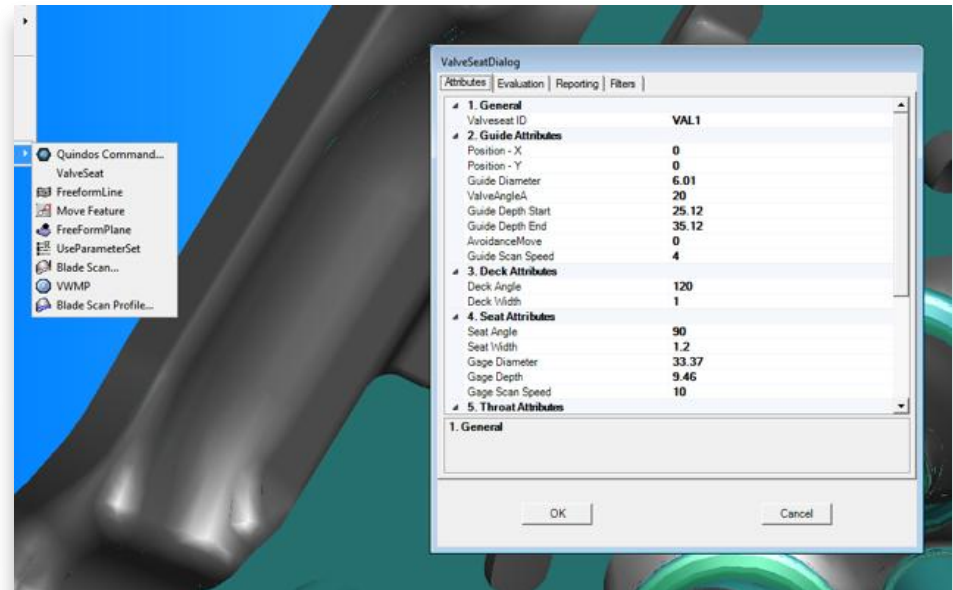 Quindos Command...
ValveSeat
FreeformLine
Move Feature
FreeFormPlane
UseParameterSet
Blade Scan...
VWMP
Blade Scan Profile...
ValveSeatDialog
Attributes Evaluation Reporting Filters
1. General
Valveseat ID VAL1
2. Guide Attributes
Position - X 0
Position - Y 0
Guide Diameter 6.01
ValveAngleA 20
Guide Depth Start 25.12
Guide Depth End 35.12
AvoidanceMove 0
Guide Scan Speed 4
3. Deck Attributes
Deck Angle 120
Deck Width 1
4. Seat Attributes
Seat Angle 90
Seat Width 1.2
Gage Diameter 33.37
Gage Depth 9.46
Gage Scan Speed 10
5. Throat Attributes
1. General
OK Cancel